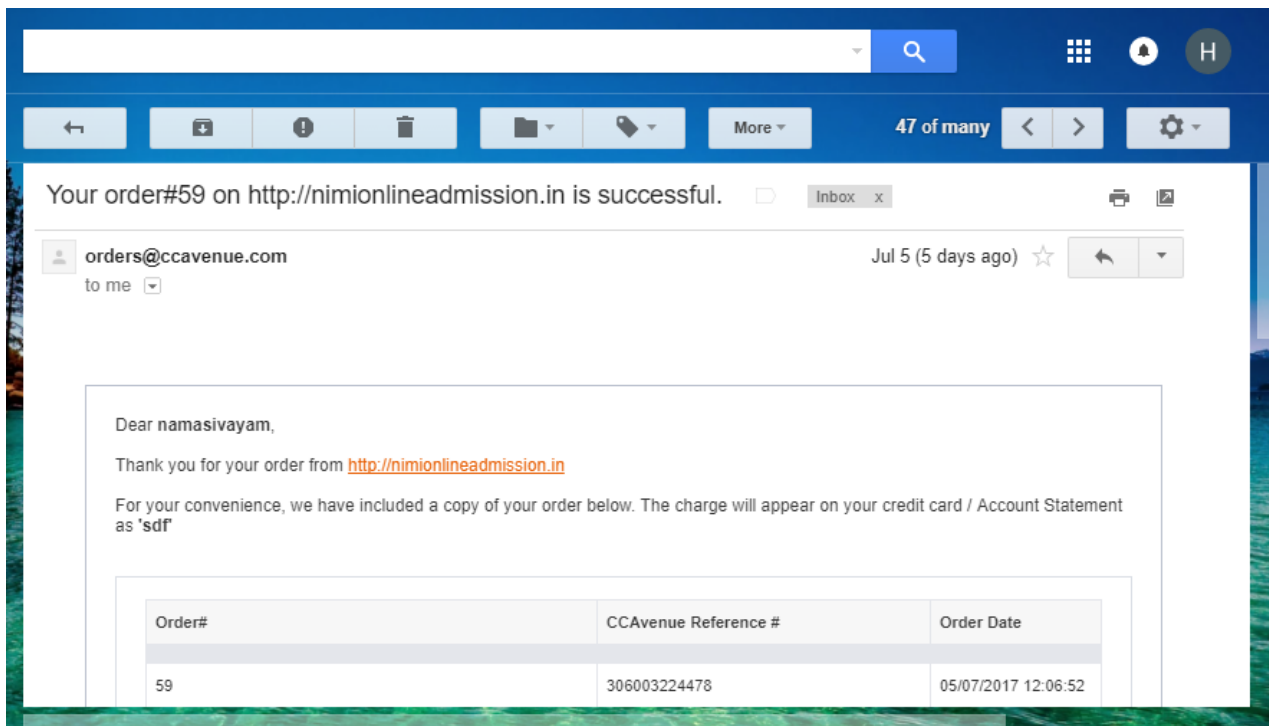 H
More
47 of many
Your order#59 on http://nimionlineadmission.in is successful.
Inbox x
orders@ccavenue.com
Jul 5 (5 days ago)
to me
Dear namasivayam,
Thank you for your order from http://nimionlineadmission.in
For your convenience, we have included a copy of your order below. The charge will appear on your credit card / Account Statement
as 'sdf'
Order# CCAvenue Reference # Order Date
59 306003224478 05/07/2017 12:06:52